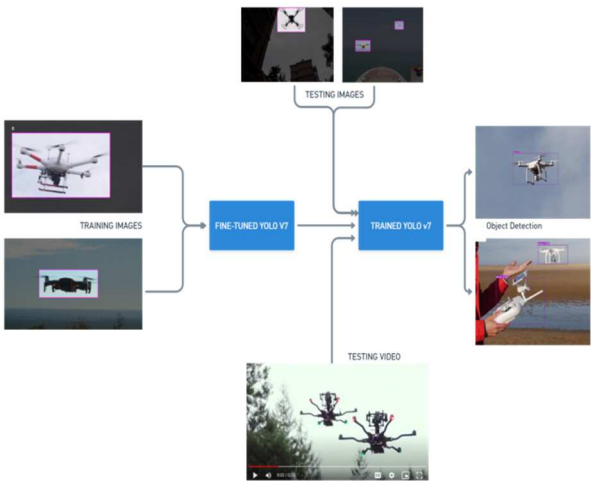 TESTING IMAGES
TRAINING IMAGES
FINE-TUNED YOLO V7
TRAINED YOLO v7
Object Detection
TESTING VIDEO